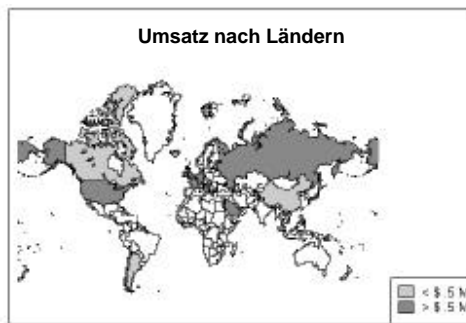 Umsatz nach Ländern
< $ .5 M
> $ .5 M